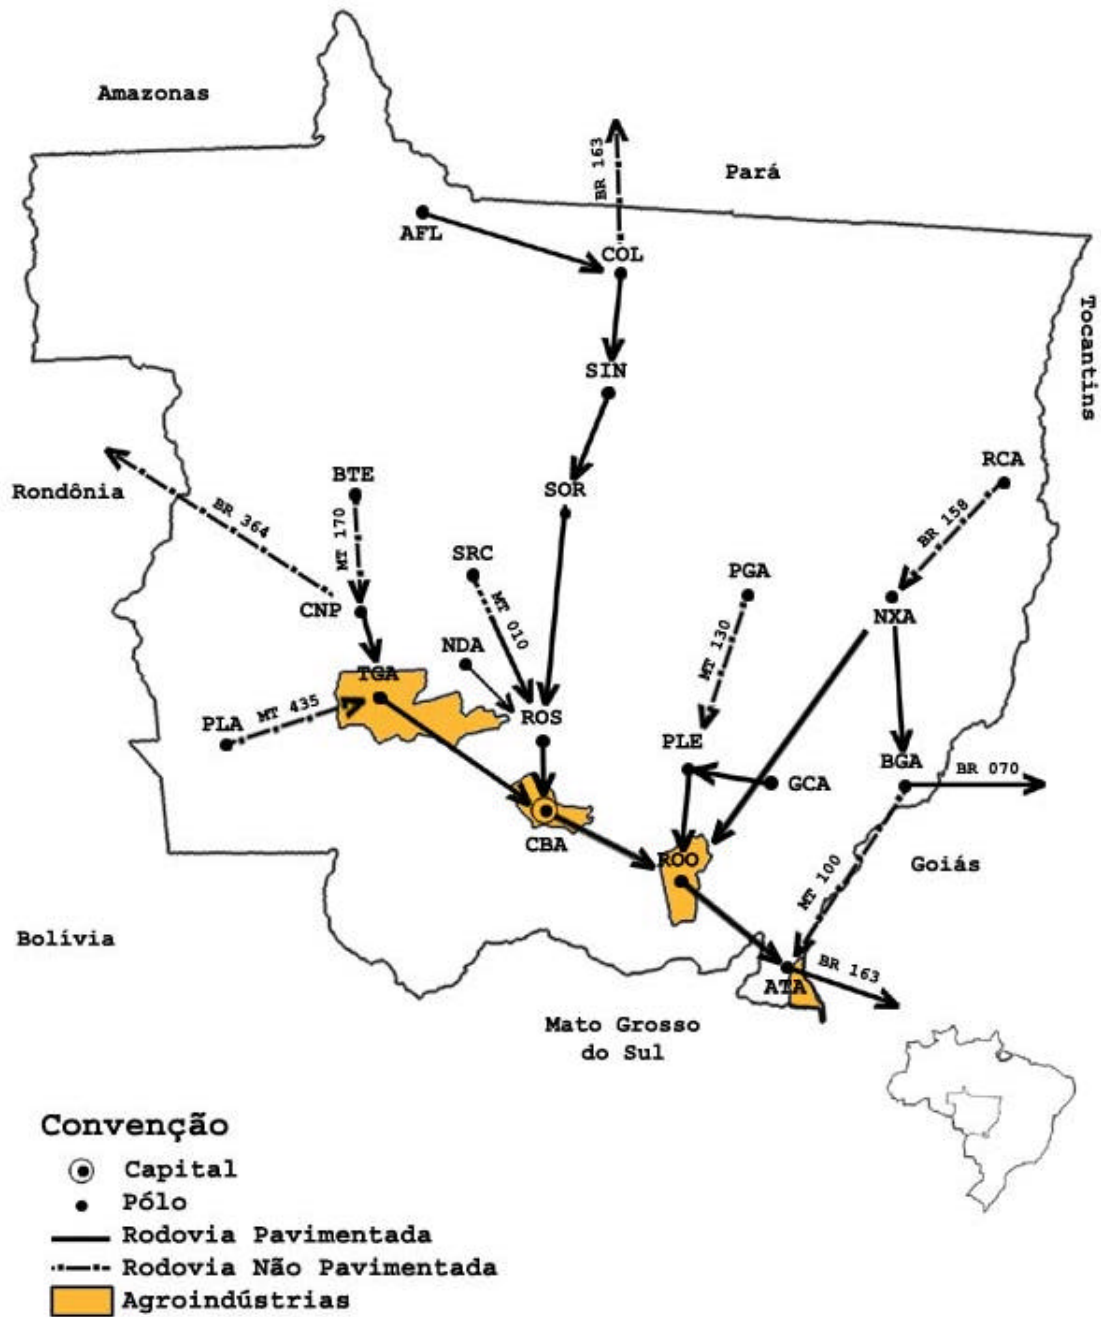 Amazonas
BR 163
Pará
AFL
COL
Tocantins
SIN
Rondônia
BR 364
BTE
SOR
RCA
MT 170
BR 158
SRC
PGA
CNP
MT 010
NXA
NDA
MT 130
TGA
PLA
MT 435
ROS
PLE
BGA
BR 070
GCA
CBA
ROO
Goiás
MT 100
Bolívia
BR 163
ATA
Mato Grosso
do Sul
Convenção
Capital
Pólo
Rodovia Pavimentada
Rodovia Não Pavimentada
Agroindústrias